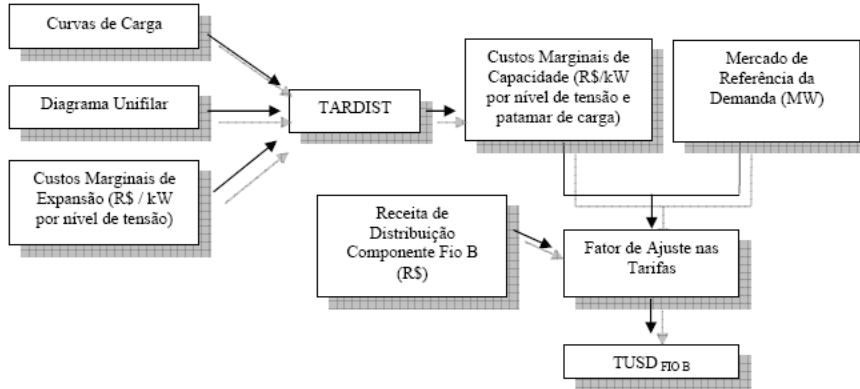 Curvas de Carga
Diagrama Unifilar
Custos Marginais de
Expansão (R$ / kW
por nível de tensão)
TARDIST
Custos Marginais de
Capacidade (R$/kW
por nível de tensão e
patamar de carga)
Mercado de
Referência da
Demanda (MW)
Receita de
Distribuição
Componente Fio B
(R$)
Fator de Ajuste nas
Tarifas
TUSD FIO B